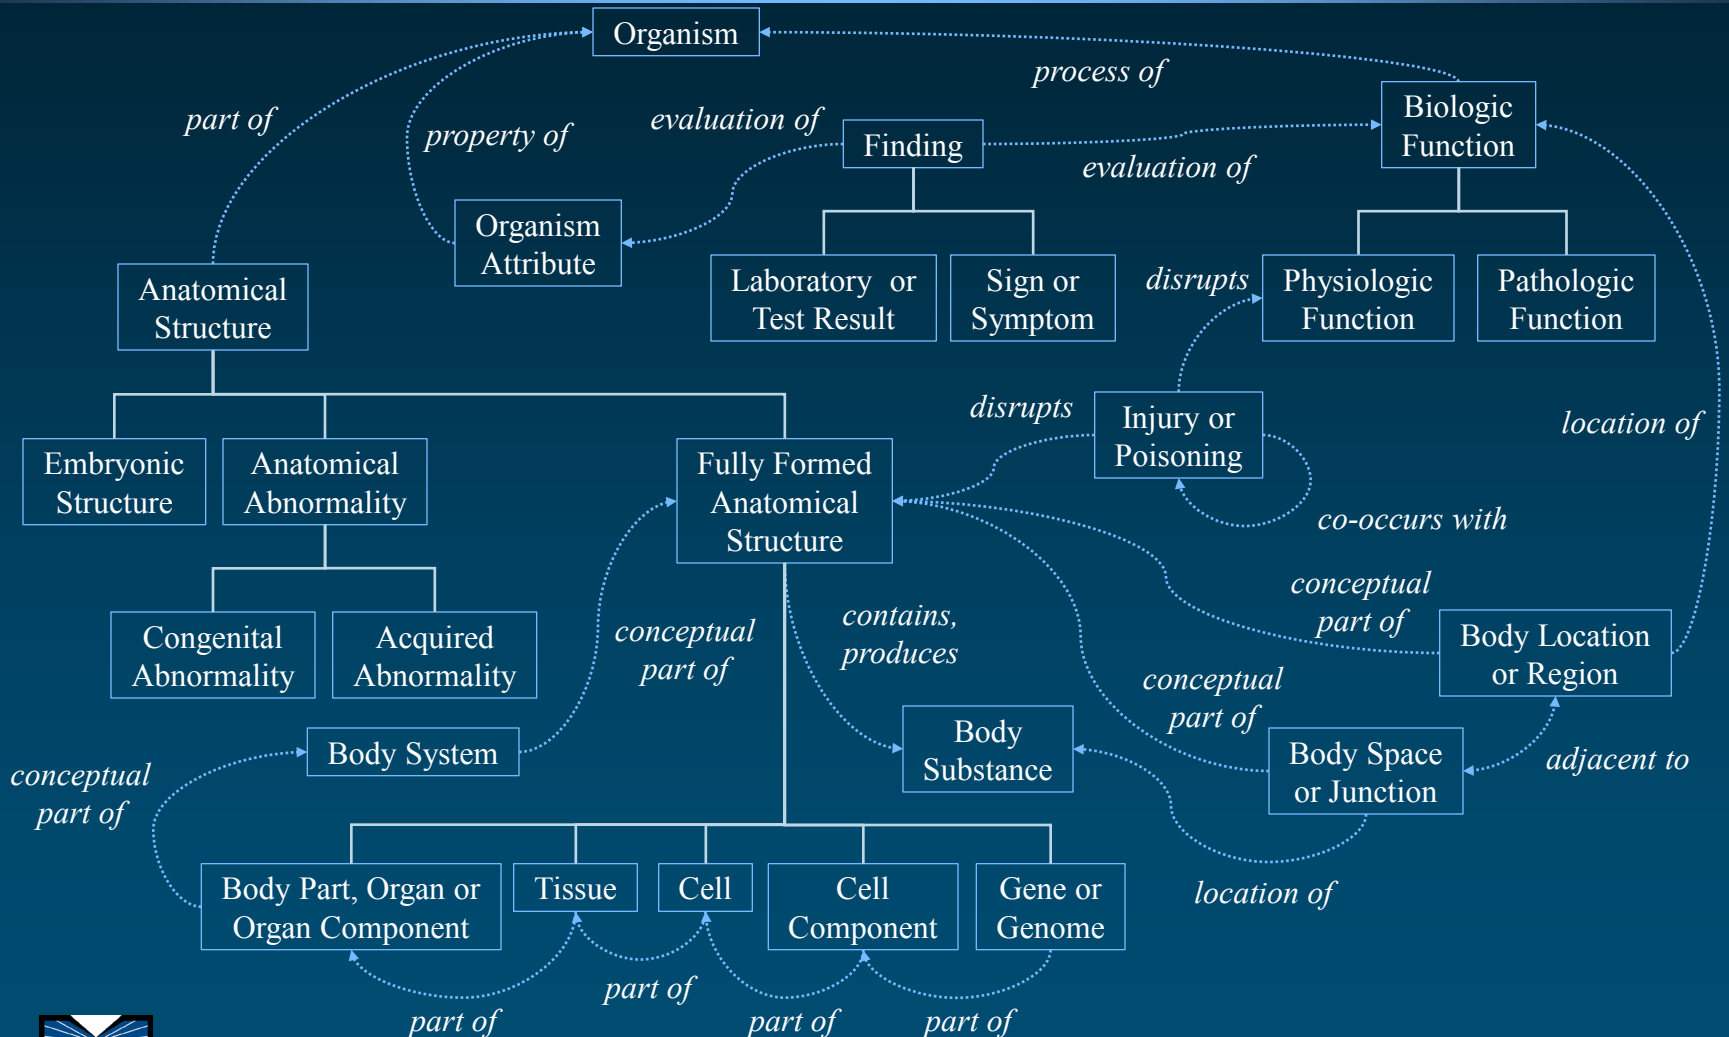 Organism
process of
Biologic
Function
part of
property of
evaluation of
Finding
evaluation of
Organism
Attribute
Laboratory or
Test Result
Sign or
Symptom
disrupts
Physiologic
Function
Pathologic
Function
Anatomical
Structure
disrupts
Injury or
Poisoning
location of
Embryonic
Structure
Anatomical
Abnormality
Fully Formed
Anatomical
Structure
co-occurs with
Congenital
Abnormality
Acquired
Abnormality
conceptual
part of
contains,
produces
conceptual
part of
Body Location
or Region
conceptual
part of
Body System
Body
Substance
Body Space
or Junction
adjacent to
conceptual
part of
Body Part, Organ or
Organ Component
Tissue
Cell
Cell
Component
Gene or
Genome
location of
part of
part of
part of
part of